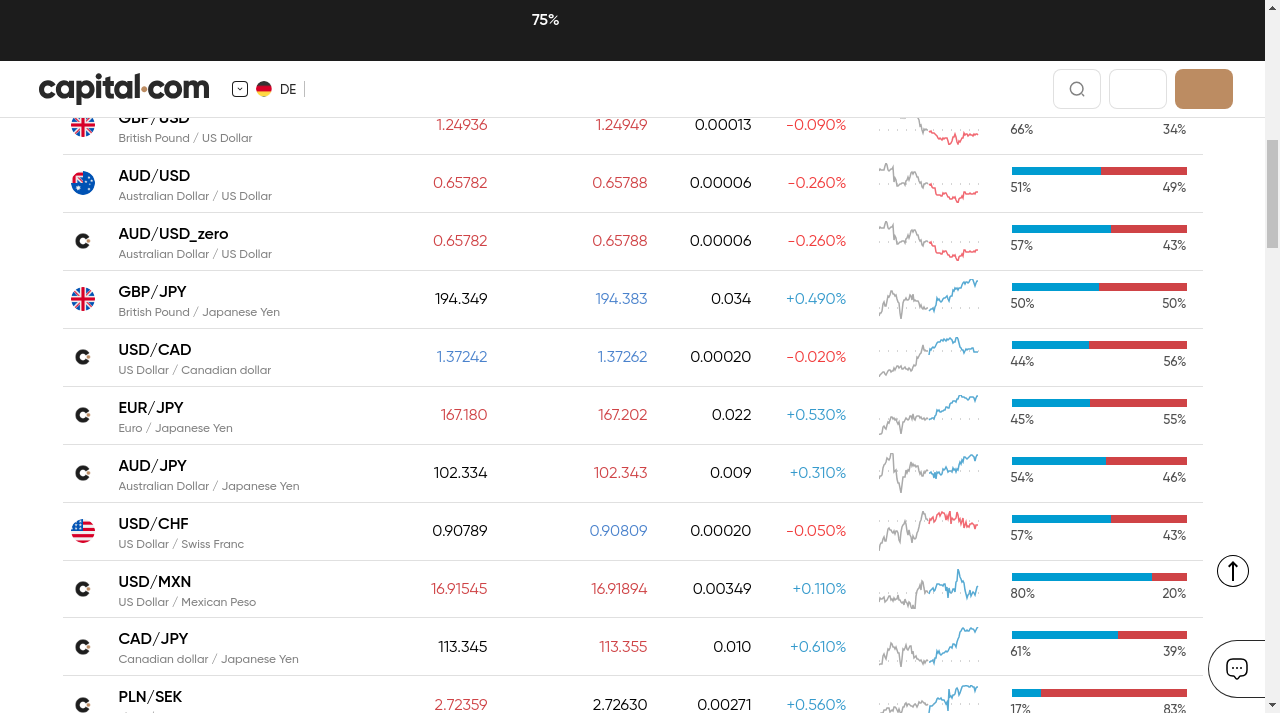 75%
capital.com
DE
GBP/USD
British Pound / US Dollar
1.24936 1.24949 0.00013 −0.090%
66% 34%
AUD/USD
Australian Dollar / US Dollar
0.65782 0.65788 0.00006 −0.260%
51% 49%
AUD/USD_zero
Australian Dollar / US Dollar
0.65782 0.65788 0.00006 −0.260%
57% 43%
GBP/JPY
British Pound / Japanese Yen
194.349 194.383 0.034 +0.490%
50% 50%
USD/CAD
US Dollar / Canadian dollar
1.37242 1.37262 0.00020 −0.020%
44% 56%
EUR/JPY
Euro / Japanese Yen
167.180 167.202 0.022 +0.530%
45% 55%
AUD/JPY
Australian Dollar / Japanese Yen
102.334 102.343 0.009 +0.310%
54% 46%
USD/CHF
US Dollar / Swiss Franc
0.90789 0.90809 0.00020 −0.050%
57% 43%
USD/MXN
US Dollar / Mexican Peso
16.91545 16.91894 0.00349 +0.110%
80% 20%
CAD/JPY
Canadian dollar / Japanese Yen
113.345 113.355 0.010 +0.610%
61% 39%
PLN/SEK
2.72359 2.72630 0.00271 +0.560%
17% 83%